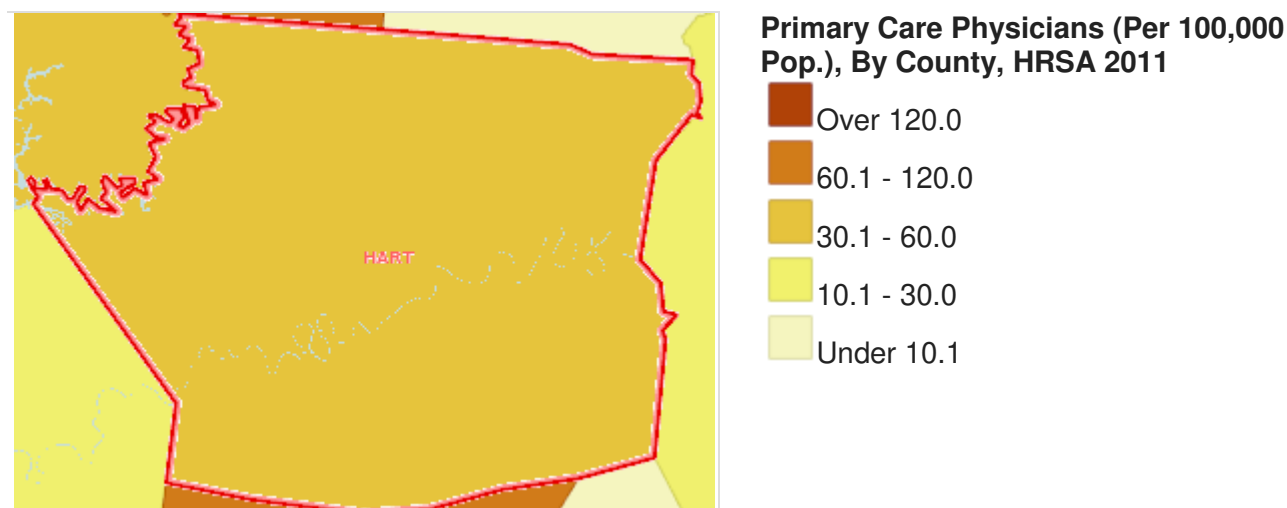 Primary Care Physicians (Per 100,000
Pop.), By County, HRSA 2011
Over 120.0
60.1 - 120.0
30.1 - 60.0
10.1 - 30.0
Under 10.1
HART